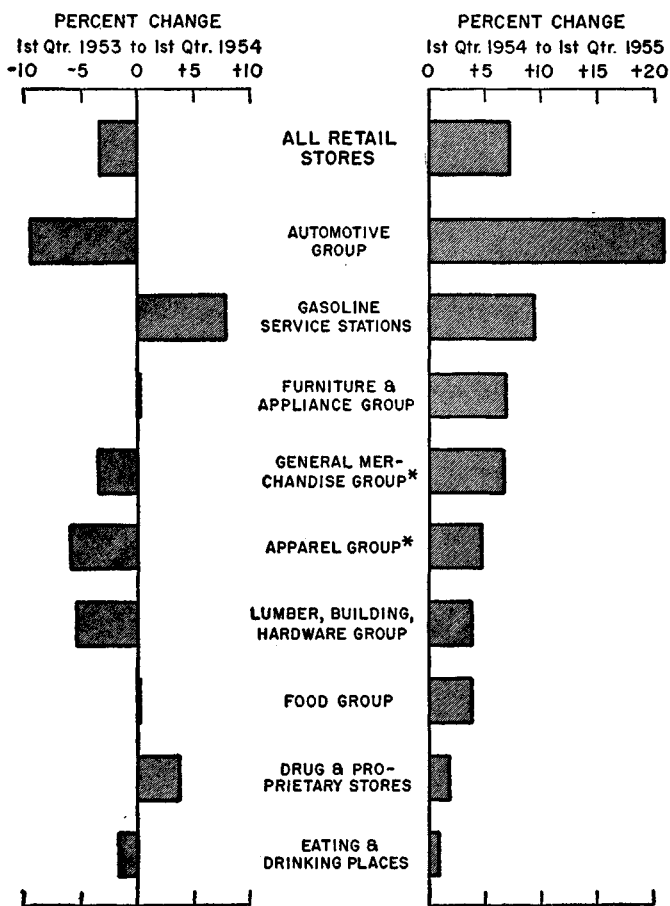 PERCENT CHANGE
1st Qtr. 1953 to 1st Qtr. 1954
-10 -5 0 +5 +10
PERCENT CHANGE
1st Qtr. 1954 to 1st Qtr. 1955
0 +5 +10 +15 +20
ALL RETAIL
STORES
AUTOMOTIVE
GROUP
GASOLINE
SERVICE STATIONS
FURNITURE &
APPLIANCE GROUP
GENERAL MER-
CHANDISE GROUP*
APPAREL GROUP*
LUMBER, BUILDING,
HARDWARE GROUP
FOOD GROUP
DRUG & PRO-
PRIETARY STORES
EATING &
DRINKING PLACES